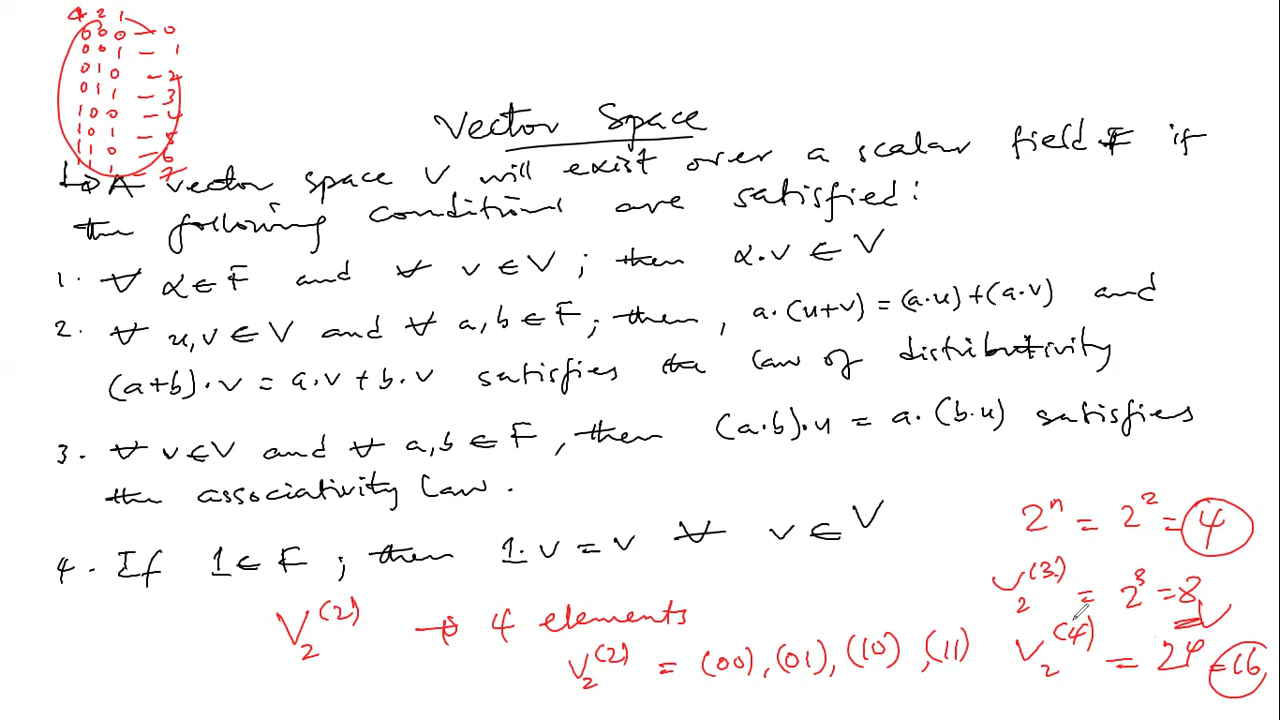 4 2 1
0 0 0 — 0
0 0 1 — 1
0 1 0 — 2
0 1 1 — 3
1 0 0 — 4
1 0 1 — 5
1 1 0 — 6
1 1 1 — 7
Vector Space
↳ A vector space V will exist over a scalar field F if
the following conditions are satisfied:
1. ∀ α ∈ F and ∀ v ∈ V ; then α.v ∈ V
2. ∀ u, v ∈ V and ∀ a, b ∈ F ; then, a.(u+v) = (a.u)+(a.v) and
(a+b).v = a.v + b.v satisfies the law of distributivity
3. ∀ v ∈ V and ∀ a, b ∈ F, then (a.b).u = a.(b.u) satisfies
the associativity law.
4. If 1 ∈ F ; then 1.v = v ∀ v ∈ V
2ⁿ = 2² = 4
V₂⁽³⁾ = 2³ = 8
V₂⁽²⁾ → 4 elements
V₂⁽²⁾ = (00), (01), (10), (11)
V₂⁽⁴⁾ = 2⁴ = 16